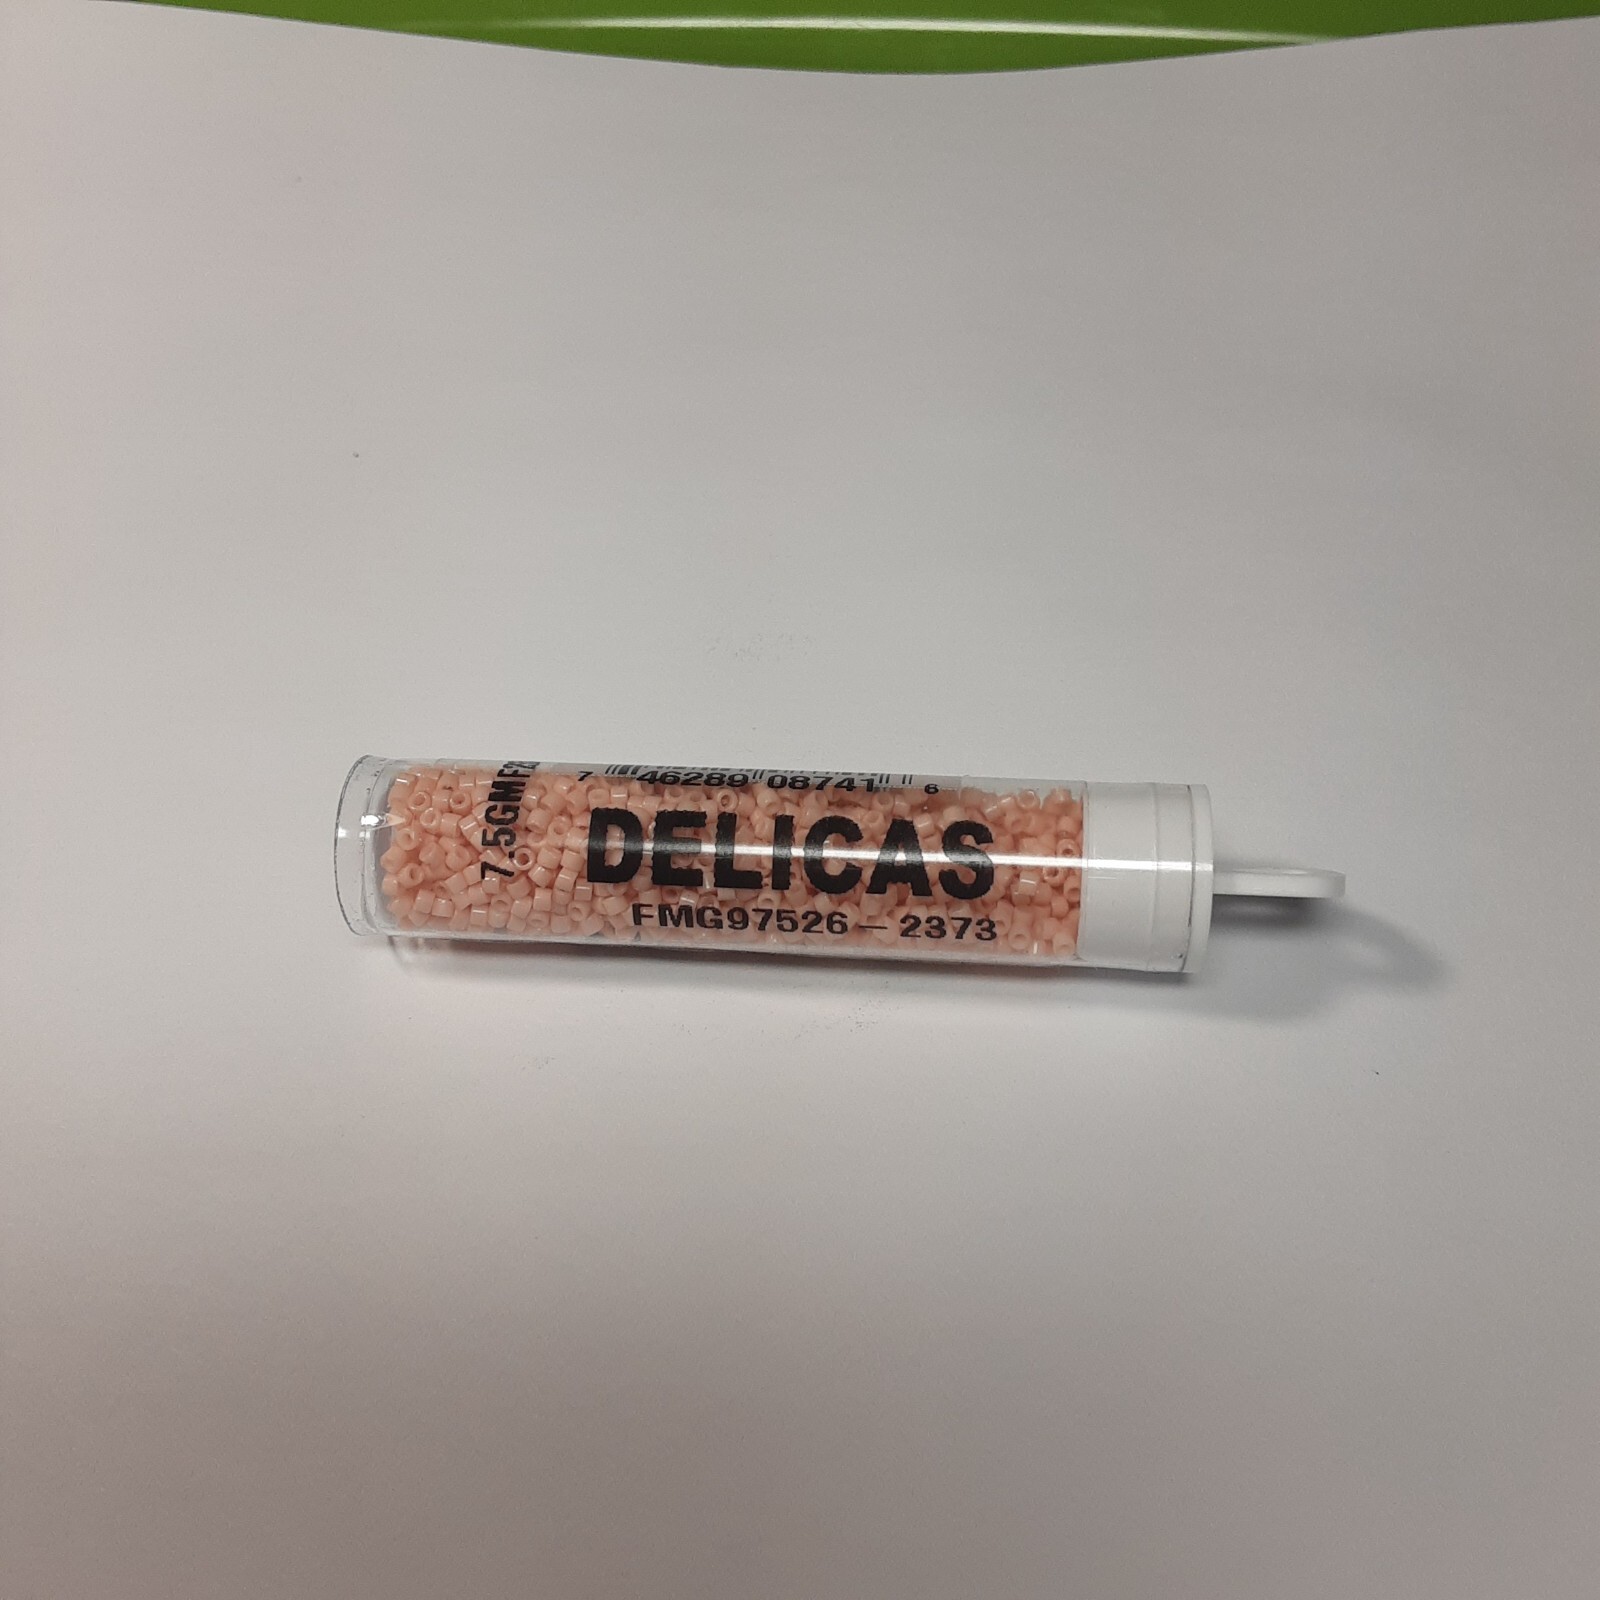 7 46289 08741 6
DELICAS
FMG97526 - 2373
7.5GM